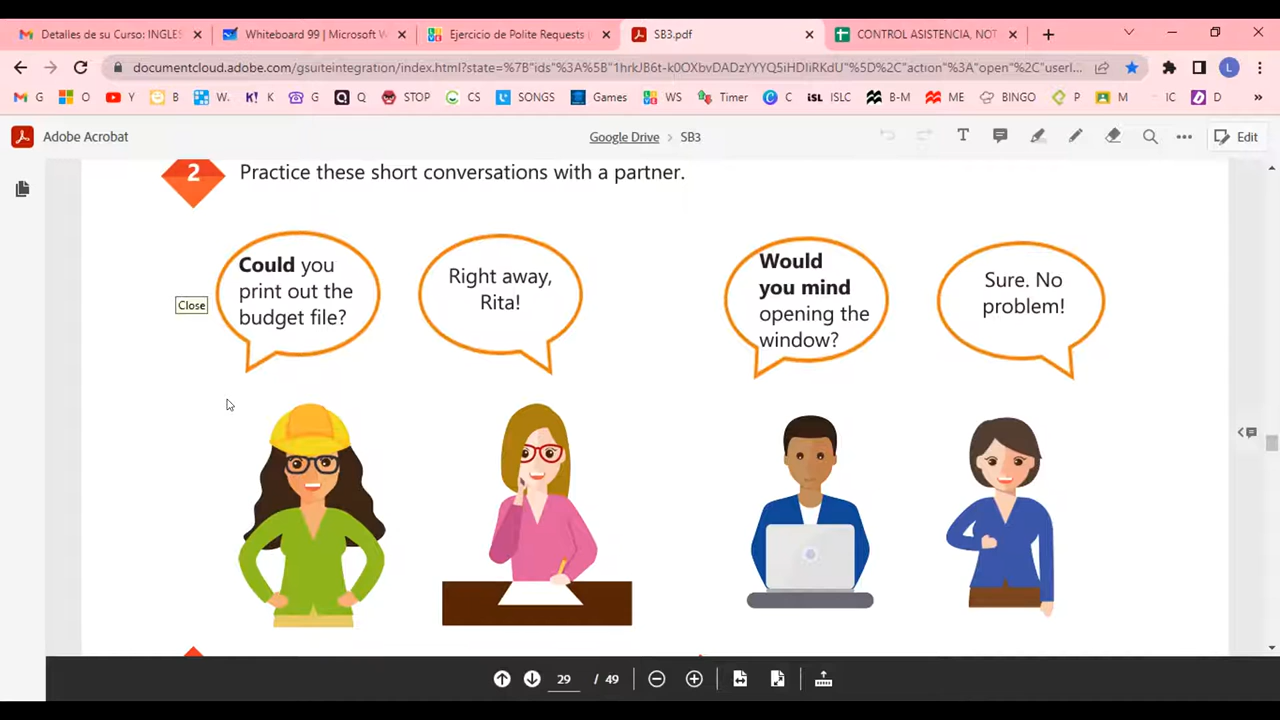 Detalles de su Curso: INGLES
Whiteboard 99 | Microsoft W
Ejercicio de Polite Requests
SB3.pdf
CONTROL ASISTENCIA, NOT
documentcloud.adobe.com/gsuiteintegration/index.html?state=%7B"ids"%3A%5B"1hrkJB6t-k0OXbvDADzYYYQ5iHDIiRKdU"%5D%2C"action"%3A"open"%2C"userI...
G O Y B W. K! K G Q STOP CS SONGS Games WS Timer C ISLC B-M ME BINGO P M IC D »
Adobe Acrobat
Google Drive > SB3
Edit
2 Practice these short conversations with a partner.
Could you
print out the
budget file?
Close
Right away,
Rita!
Would
you mind
opening the
window?
Sure. No
problem!
29 / 49